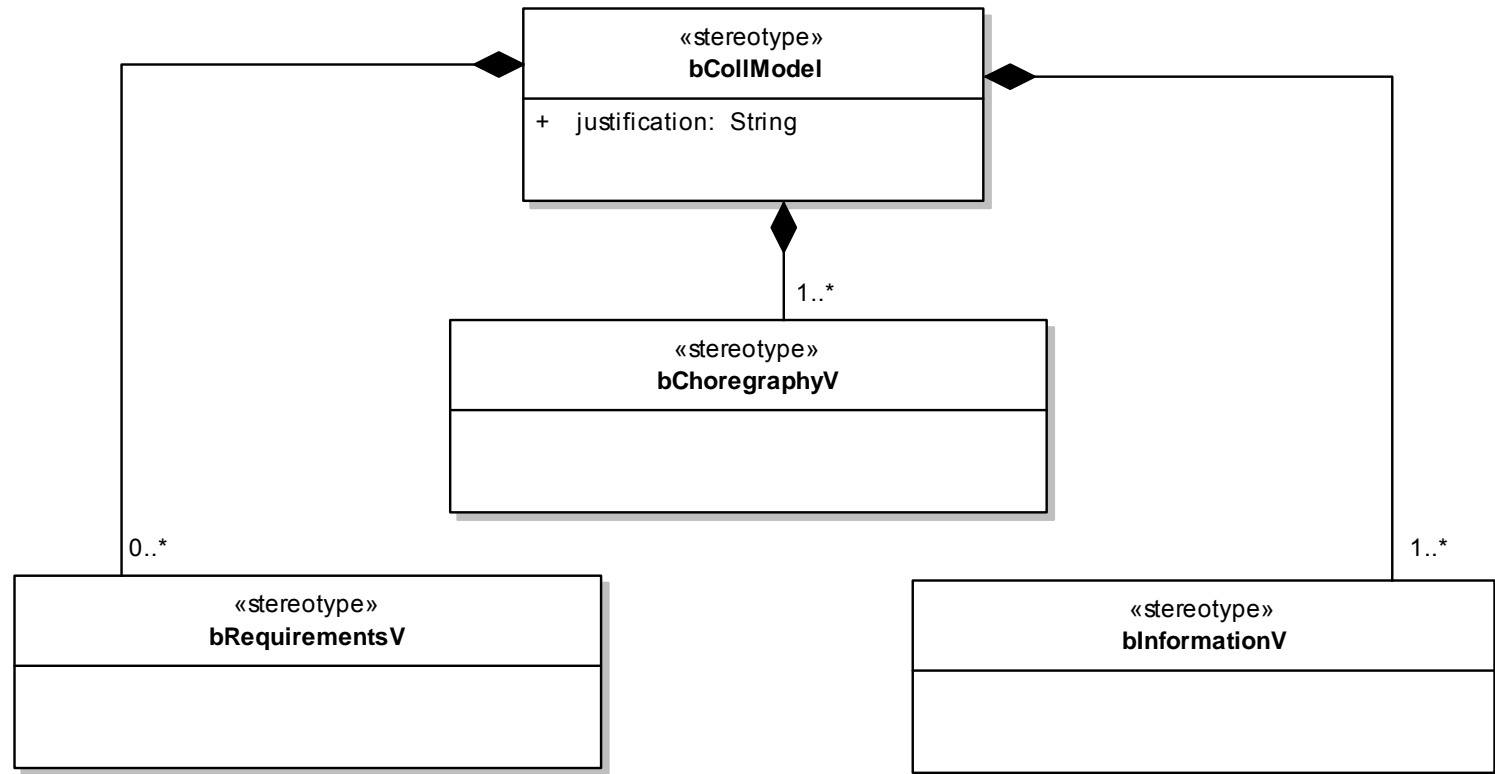 «stereotype»
bCollModel
+ justification: String
1..*
«stereotype»
bChoregraphyV
0..*
1..*
«stereotype»
bRequirementsV
«stereotype»
bInformationV